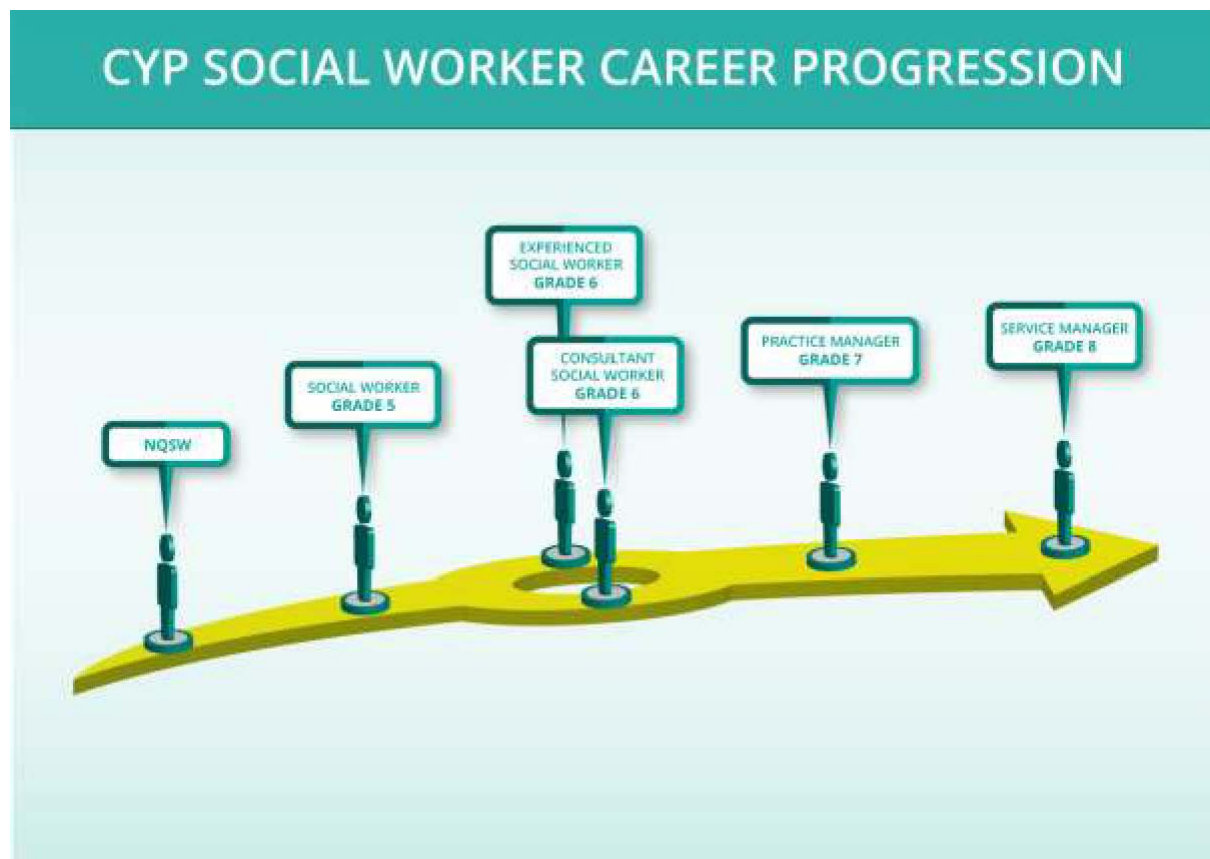 CYP SOCIAL WORKER CAREER PROGRESSION
NQSW
SOCIAL WORKER
GRADE 5
EXPERIENCED
SOCIAL WORKER
GRADE 6
CONSULTANT
SOCIAL WORKER
GRADE 6
PRACTICE MANAGER
GRADE 7
SERVICE MANAGER
GRADE 8